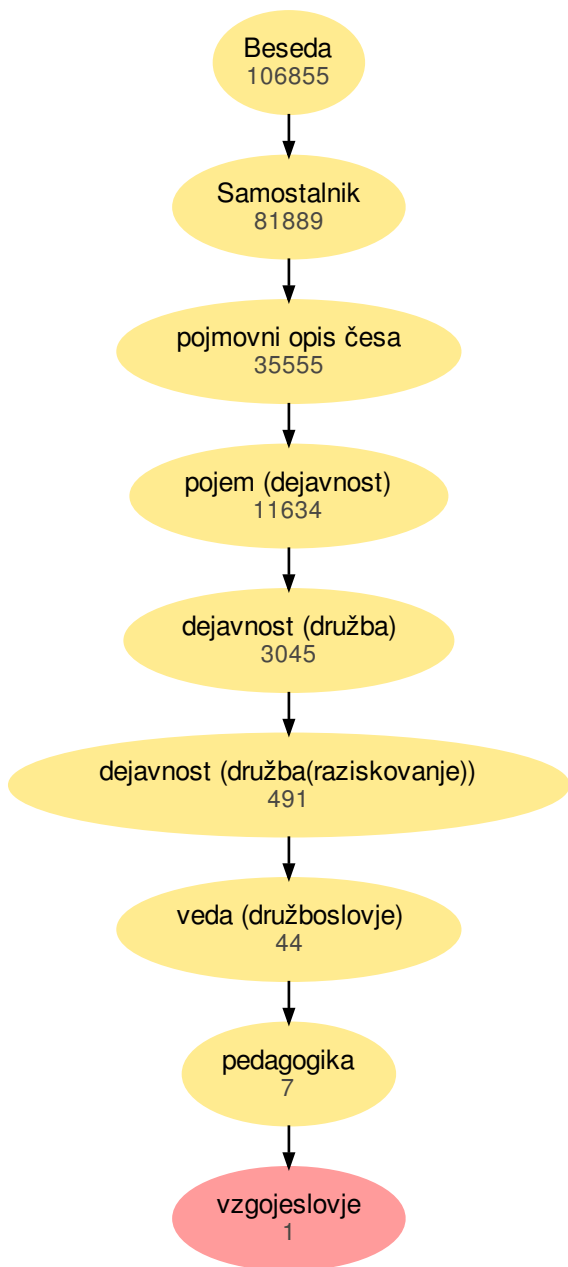 Beseda
106855
Samostalnik
81889
pojmovni opis česa
35555
pojem (dejavnost)
11634
dejavnost (družba)
3045
dejavnost (družba(raziskovanje))
491
veda (družboslovje)
44
pedagogika
7
vzgojeslovje
1